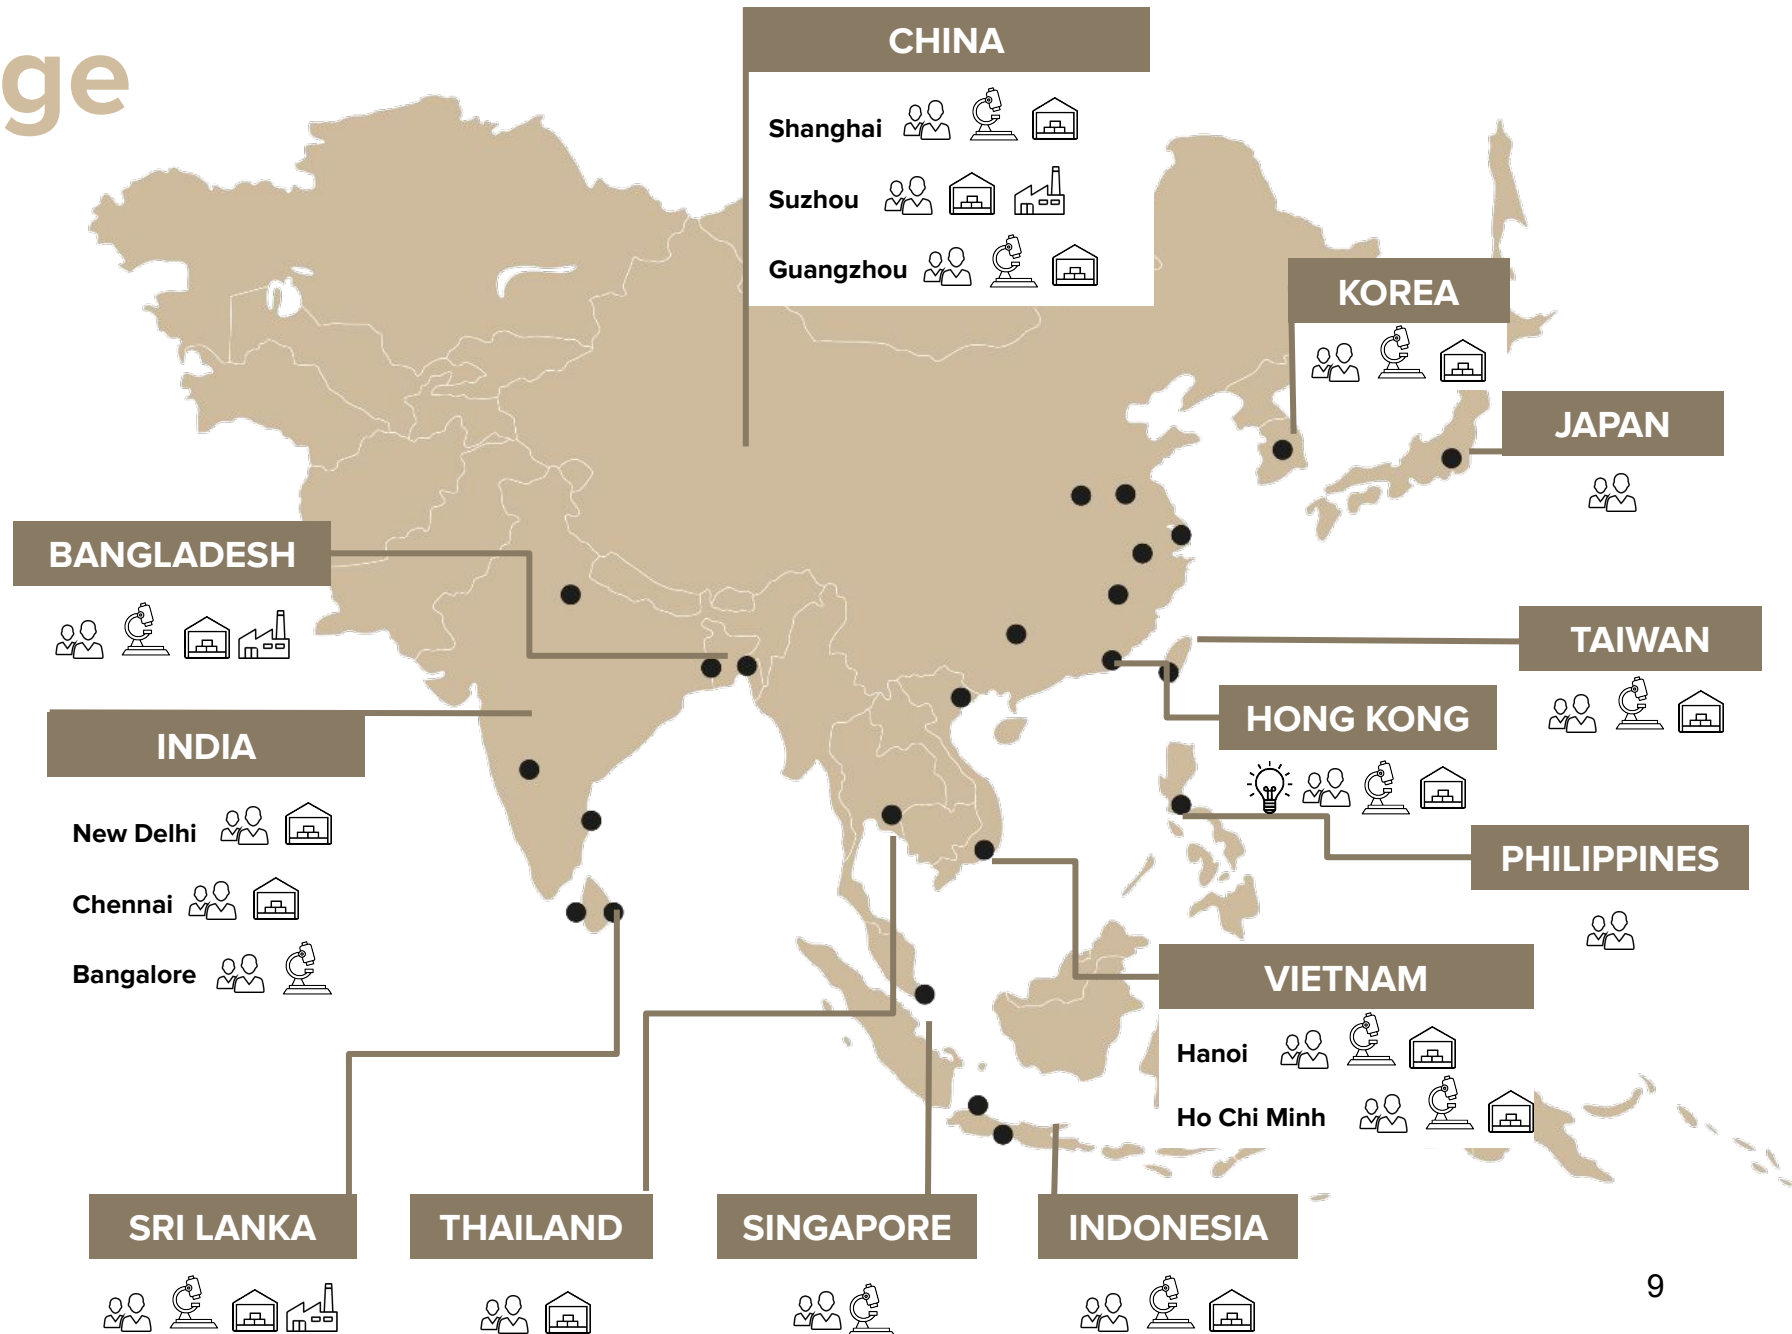 ge
CHINA
Shanghai
Suzhou
Guangzhou
KOREA
JAPAN
BANGLADESH
TAIWAN
HONG KONG
INDIA
New Delhi
Chennai
Bangalore
PHILIPPINES
VIETNAM
Hanoi
Ho Chi Minh
SRI LANKA
THAILAND
SINGAPORE
INDONESIA
9